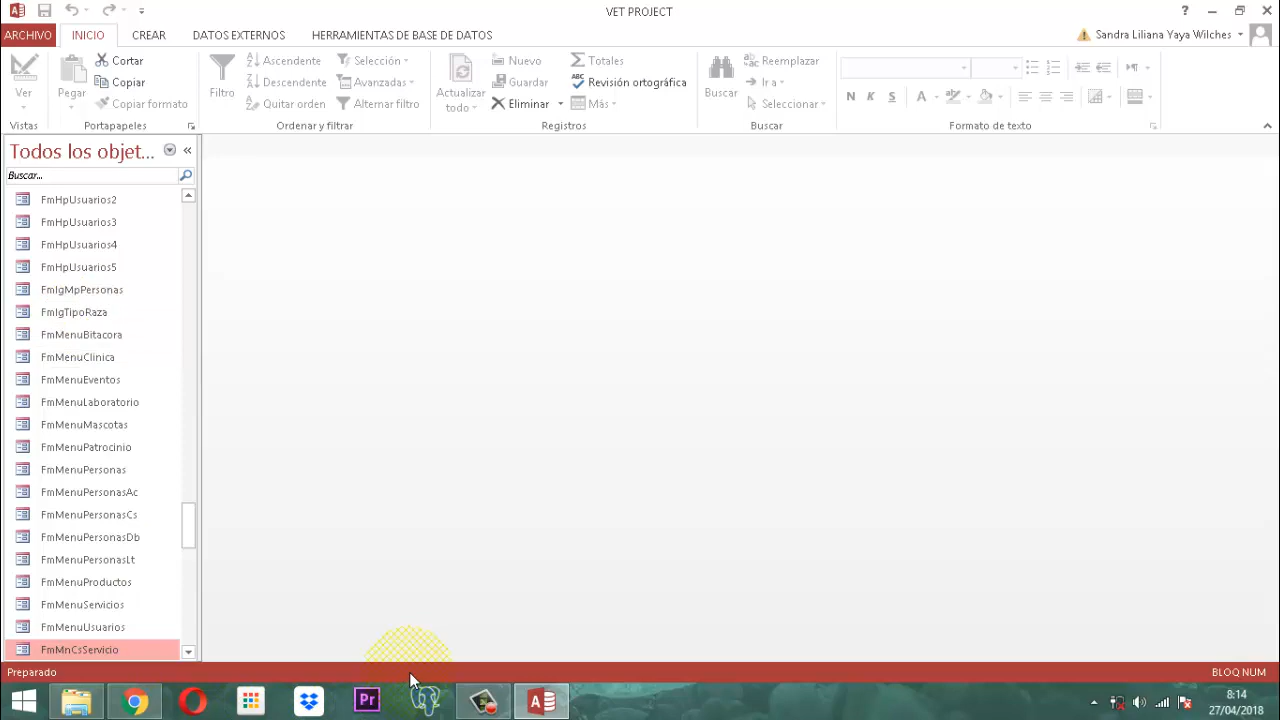 VET PROJECT
?
ARCHIVO INICIO CREAR DATOS EXTERNOS HERRAMIENTAS DE BASE DE DATOS Sandra Liliana Yaya Wilches
Ver
Vistas
Pegar
Cortar
Copiar
Copiar formato
Portapapeles
Filtro
Ascendente
Descendente
Quitar orden
Selección
Avanzadas
Alternar filtro
Ordenar y filtrar
Actualizar todo
Nuevo
Guardar
Eliminar
Totales
Revisión ortográfica
Más
Registros
Buscar
Reemplazar
Ir a
Seleccionar
Buscar
N K S A
Formato de texto
Todos los objet...
Buscar...
FmHpUsuarios2
FmHpUsuarios3
FmHpUsuarios4
FmHpUsuarios5
FmIgMpPersonas
FmIgTipoRaza
FmMenuBitacora
FmMenuClinica
FmMenuEventos
FmMenuLaboratorio
FmMenuMascotas
FmMenuPatrocinio
FmMenuPersonas
FmMenuPersonasAc
FmMenuPersonasCs
FmMenuPersonasDb
FmMenuPersonasLt
FmMenuProductos
FmMenuServicios
FmMenuUsuarios
FmMnCsServicio
Preparado BLOQ NUM
Pr
8:14
27/04/2018